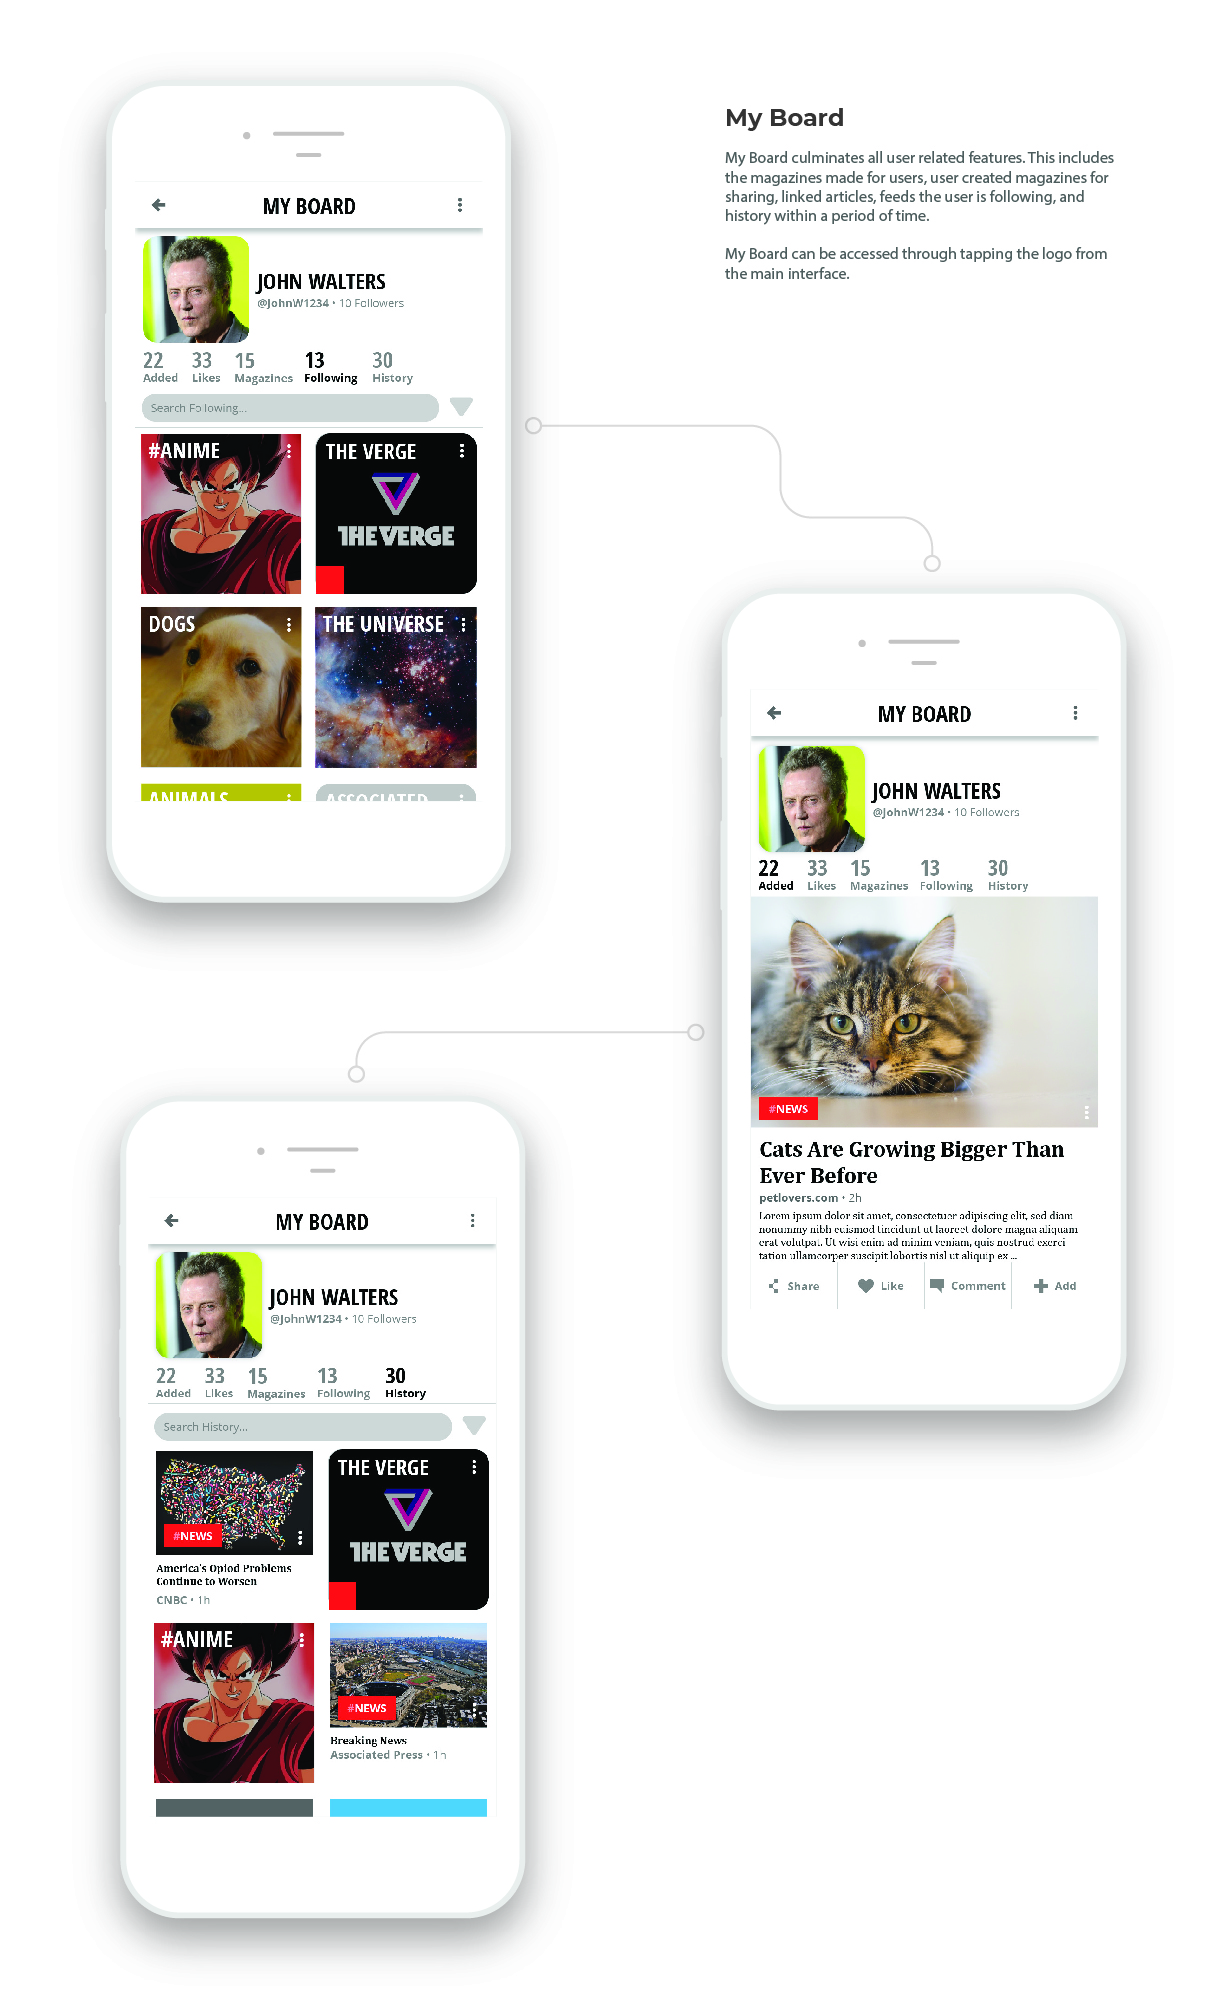 My Board
My Board culminates all user related features. This includes
the magazines made for users, user created magazines for
sharing, linked articles, feeds the user is following, and
history within a period of time.
My Board can be accessed through tapping the logo from
the main interface.
MY BOARD
JOHN WALTERS
@JohnW1234 • 10 Followers
22 33 15 13 30
Added Likes Magazines Following History
Search Following...
#ANIME
THE VERGE
THE VERGE
DOGS
THE UNIVERSE
ANIMALS
ASSOCIATED
MY BOARD
JOHN WALTERS
@JohnW1234 • 10 Followers
22 33 15 13 30
Added Likes Magazines Following History
#NEWS
Cats Are Growing Bigger Than
Ever Before
petlovers.com • 2h
Lorem ipsum dolor sit amet, consectetuer adipiscing elit, sed diam
nonummy nibh euismod tincidunt ut laoreet dolore magna aliquam
erat volutpat. Ut wisi enim ad minim veniam, quis nostrud exerci
tation ullamcorper suscipit lobortis nisl ut aliquip ex ...
Share Like Comment Add
MY BOARD
JOHN WALTERS
@JohnW1234 • 10 Followers
22 33 15 13 30
Added Likes Magazines Following History
Search History...
#NEWS
America's Opiod Problems
Continue to Worsen
CNBC • 1h
THE VERGE
THE VERGE
#ANIME
#NEWS
Breaking News
Associated Press • 1h